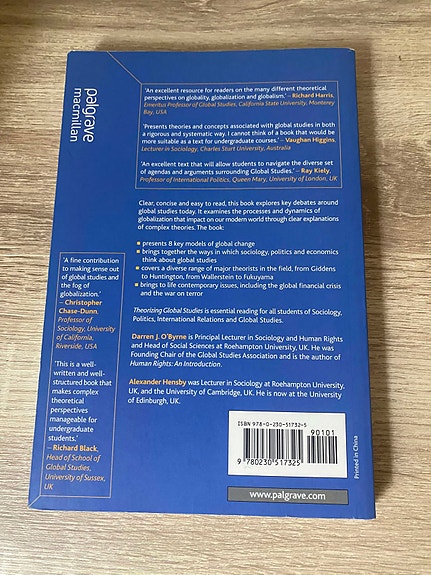 palgrave
macmillan
'An excellent resource for readers on the many different theoretical
perspectives on globality, globalization and globalism.' – Richard Harris,
Emeritus Professor of Global Studies, California State University, Monterey
Bay, USA
'Presents theories and concepts associated with global studies in both
a rigorous and systematic way. I cannot think of a book that would be
more suitable as a text for undergraduate courses.' – Vaughan Higgins,
Lecturer in Sociology, Charles Sturt University, Australia
'An excellent text that will allow students to navigate the diverse set
of agendas and arguments surrounding Global Studies.' – Ray Kiely,
Professor of International Politics, Queen Mary, University of London, UK
Clear, concise and easy to read, this book explores key debates around
global studies today. It examines the processes and dynamics of
globalization that impact on our modern world through clear explanations
of complex theories. The book:
▪ presents 8 key models of global change
▪ brings together the ways in which sociology, politics and economics
think about global studies
▪ covers a diverse range of major theorists in the field, from Giddens
to Huntington, from Wallerstein to Fukuyama
▪ brings to life contemporary issues, including the global financial crisis
and the war on terror
Theorizing Global Studies is essential reading for all students of Sociology,
Politics, International Relations and Global Studies.
Darren J. O'Byrne is Principal Lecturer in Sociology and Human Rights
and Head of Social Sciences at Roehampton University, UK. He was
Founding Chair of the Global Studies Association and is the author of
Human Rights: An Introduction.
Alexander Hensby was Lecturer in Sociology at Roehampton University,
UK, and the University of Cambridge, UK. He is now at the University
of Edinburgh, UK.
'A fine contribution
to making sense out
of global studies and
the fog of
globalization.'
– Christopher
Chase-Dunn,
Professor of
Sociology, University
of California,
Riverside, USA
'This is a well-
written and well-
structured book that
makes complex
theoretical
perspectives
manageable for
undergraduate
students.'
– Richard Black,
Head of School of
Global Studies,
University of Sussex,
UK
ISBN 978-0-230-51732-5
90101
9 780230 517325
Printed in China
www.palgrave.com